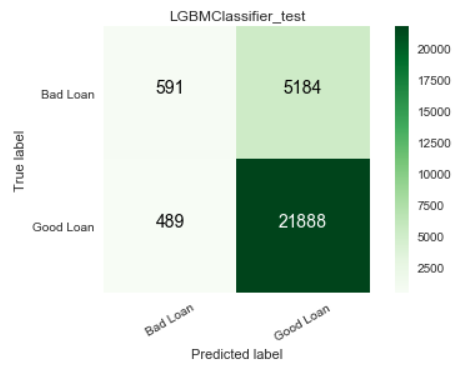 LGBMClassifier_test
Bad Loan
591
5184
Good Loan
489
21888
True label
Bad Loan
Good Loan
Predicted label
20000
17500
15000
12500
10000
7500
5000
2500